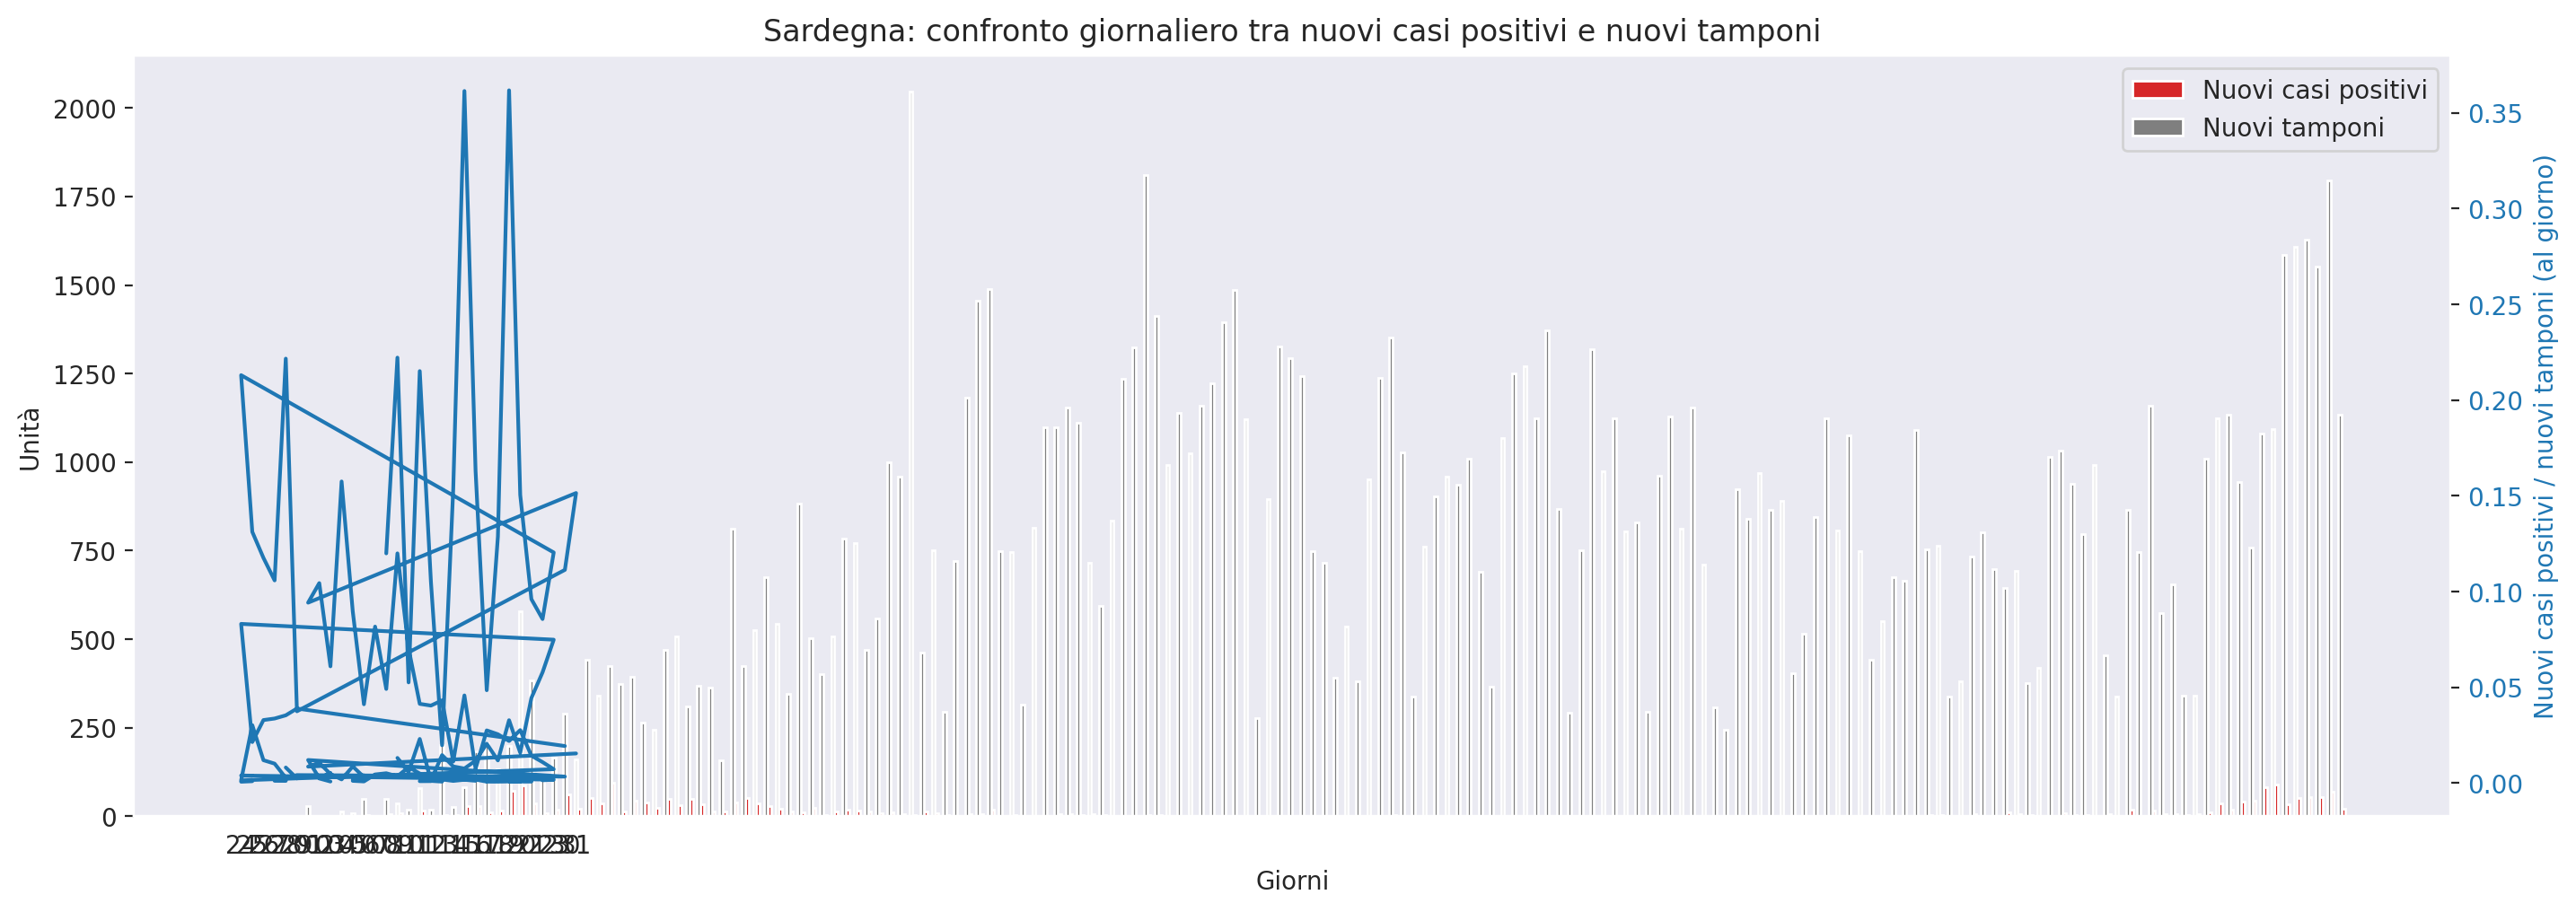 Sardegna: confronto giornaliero tra nuovi casi positivi e nuovi tamponi
Nuovi casi positivi
Nuovi tamponi
2000
1750
1500
1250
1000
750
500
250
0
Unità
0.35
0.30
0.25
0.20
0.15
0.10
0.05
0.00
Nuovi casi positivi / nuovi tamponi (al giorno)
Giorni